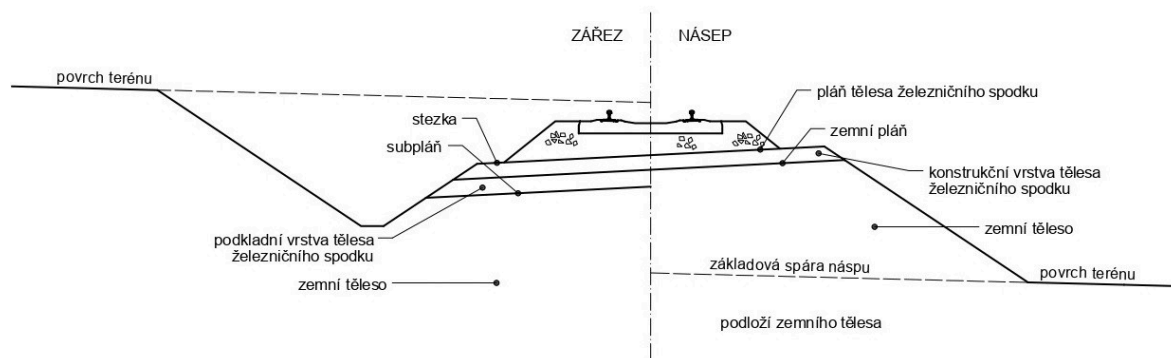 ZÁŘEZ
NÁSEP
povrch terénu
pláň tělesa železničního spodku
stezka
zemní pláň
subpláň
konstrukční vrstva tělesa
železničního spodku
zemní těleso
podkladní vrstva tělesa
železničního spodku
základová spára náspu
povrch terénu
zemní těleso
podloží zemního tělesa